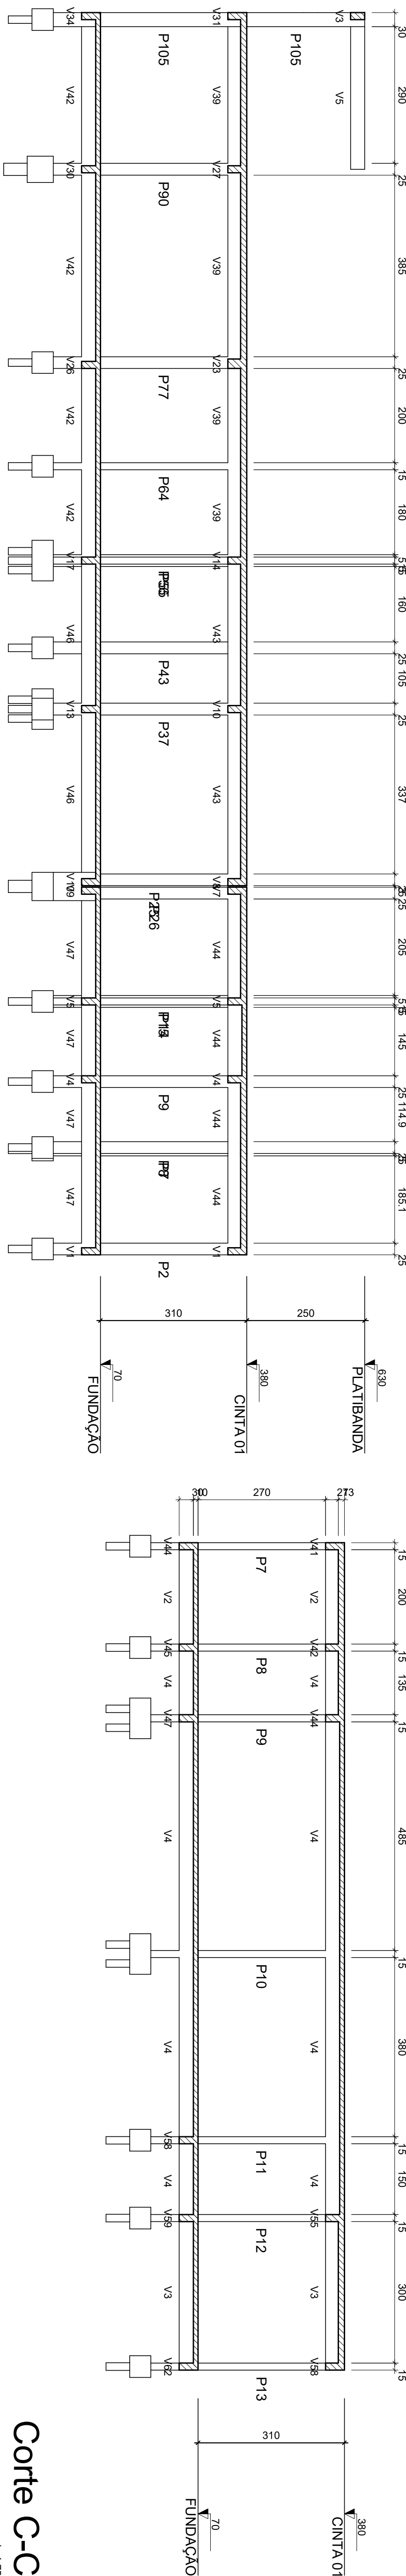 V34
V42
V30
V42
V26
V42
V42
V17
V46
V13
V46
V47
V5
V47
V4
V47
V47
V1
P105
P90
P77
P64
P43
P37
P9
P2
V31
V39
V27
V39
V23
V39
V39
V14
V43
V10
V43
V44
V5
V44
V4
V44
V44
V1
P105
V3
V5
30
290
25
385
25
200
15
180
160
25
105
25
337
25
205
145
25
114.9
185.1
25
310
250
70
FUNDAÇÃO
380
CINTA 01
630
PLATIBANDA
270
V44
V2
V45
V4
V47
V4
V4
V58
V4
V59
V3
V62
P7
P8
P9
P10
P11
P12
P13
V41
V2
V42
V4
V44
V4
V4
V4
V55
V3
V58
15
200
15
135
15
485
15
380
15
150
15
300
15
310
70
FUNDAÇÃO
380
CINTA 01
Corte C-C